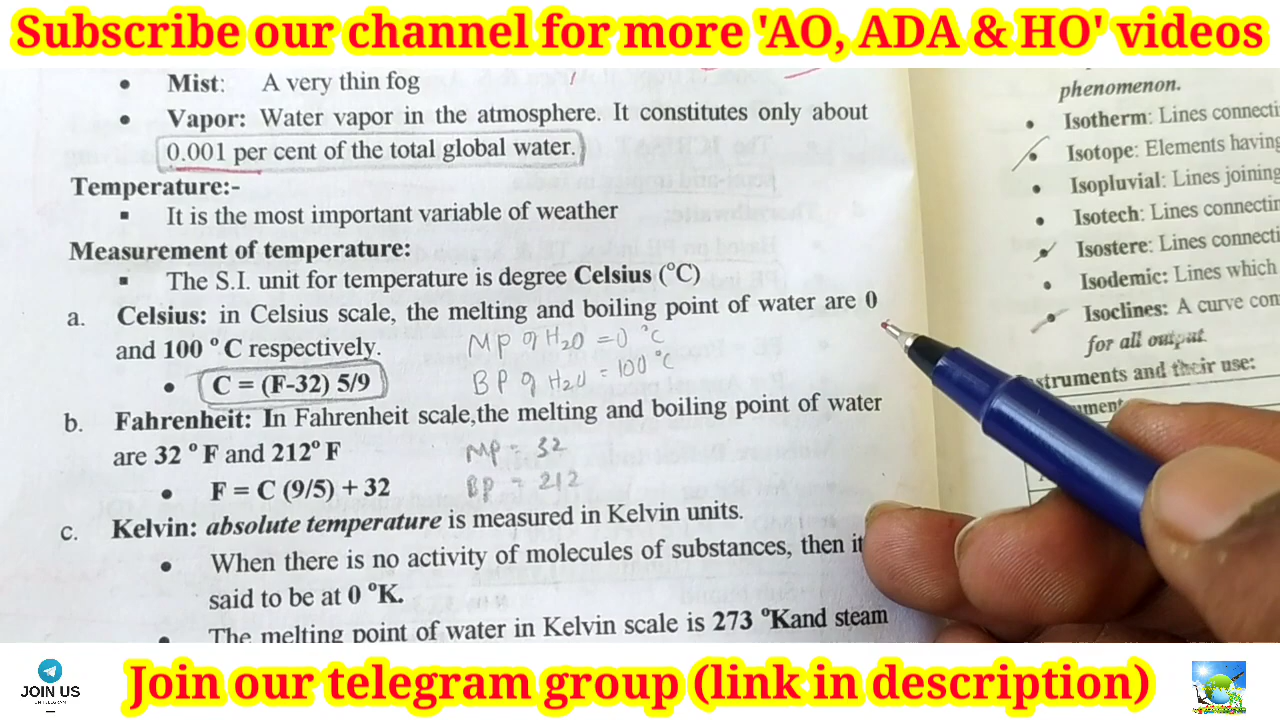 Subscribe our channel for more 'AO, ADA & HO' videos
• Mist: A very thin fog
• Vapor: Water vapor in the atmosphere. It constitutes only about
0.001 per cent of the total global water.
Temperature:-
▪ It is the most important variable of weather
Measurement of temperature:
▪ The S.I. unit for temperature is degree Celsius (°C)
a. Celsius: in Celsius scale, the melting and boiling point of water are 0
and 100 °C respectively.
MP of H2O = 0 °C
• C = (F-32) 5/9
BP of H2O = 100 °C
b. Fahrenheit: In Fahrenheit scale,the melting and boiling point of water
are 32 °F and 212° F
MP = 32
• F = C (9/5) + 32
BP = 212
c. Kelvin: absolute temperature is measured in Kelvin units.
• When there is no activity of molecules of substances, then it
said to be at 0 °K.
• The melting point of water in Kelvin scale is 273 °Kand steam
phenomenon.
• Isotherm: Lines connecti
• Isotope: Elements having
• Isopluvial: Lines joining
• Isotech: Lines connectin
• Isostere: Lines connecti
• Isodemic: Lines which
• Isoclines: A curve con
for all output
struments and their use:
ument
JOIN US
ON TELEGRAM
Join our telegram group (link in description)